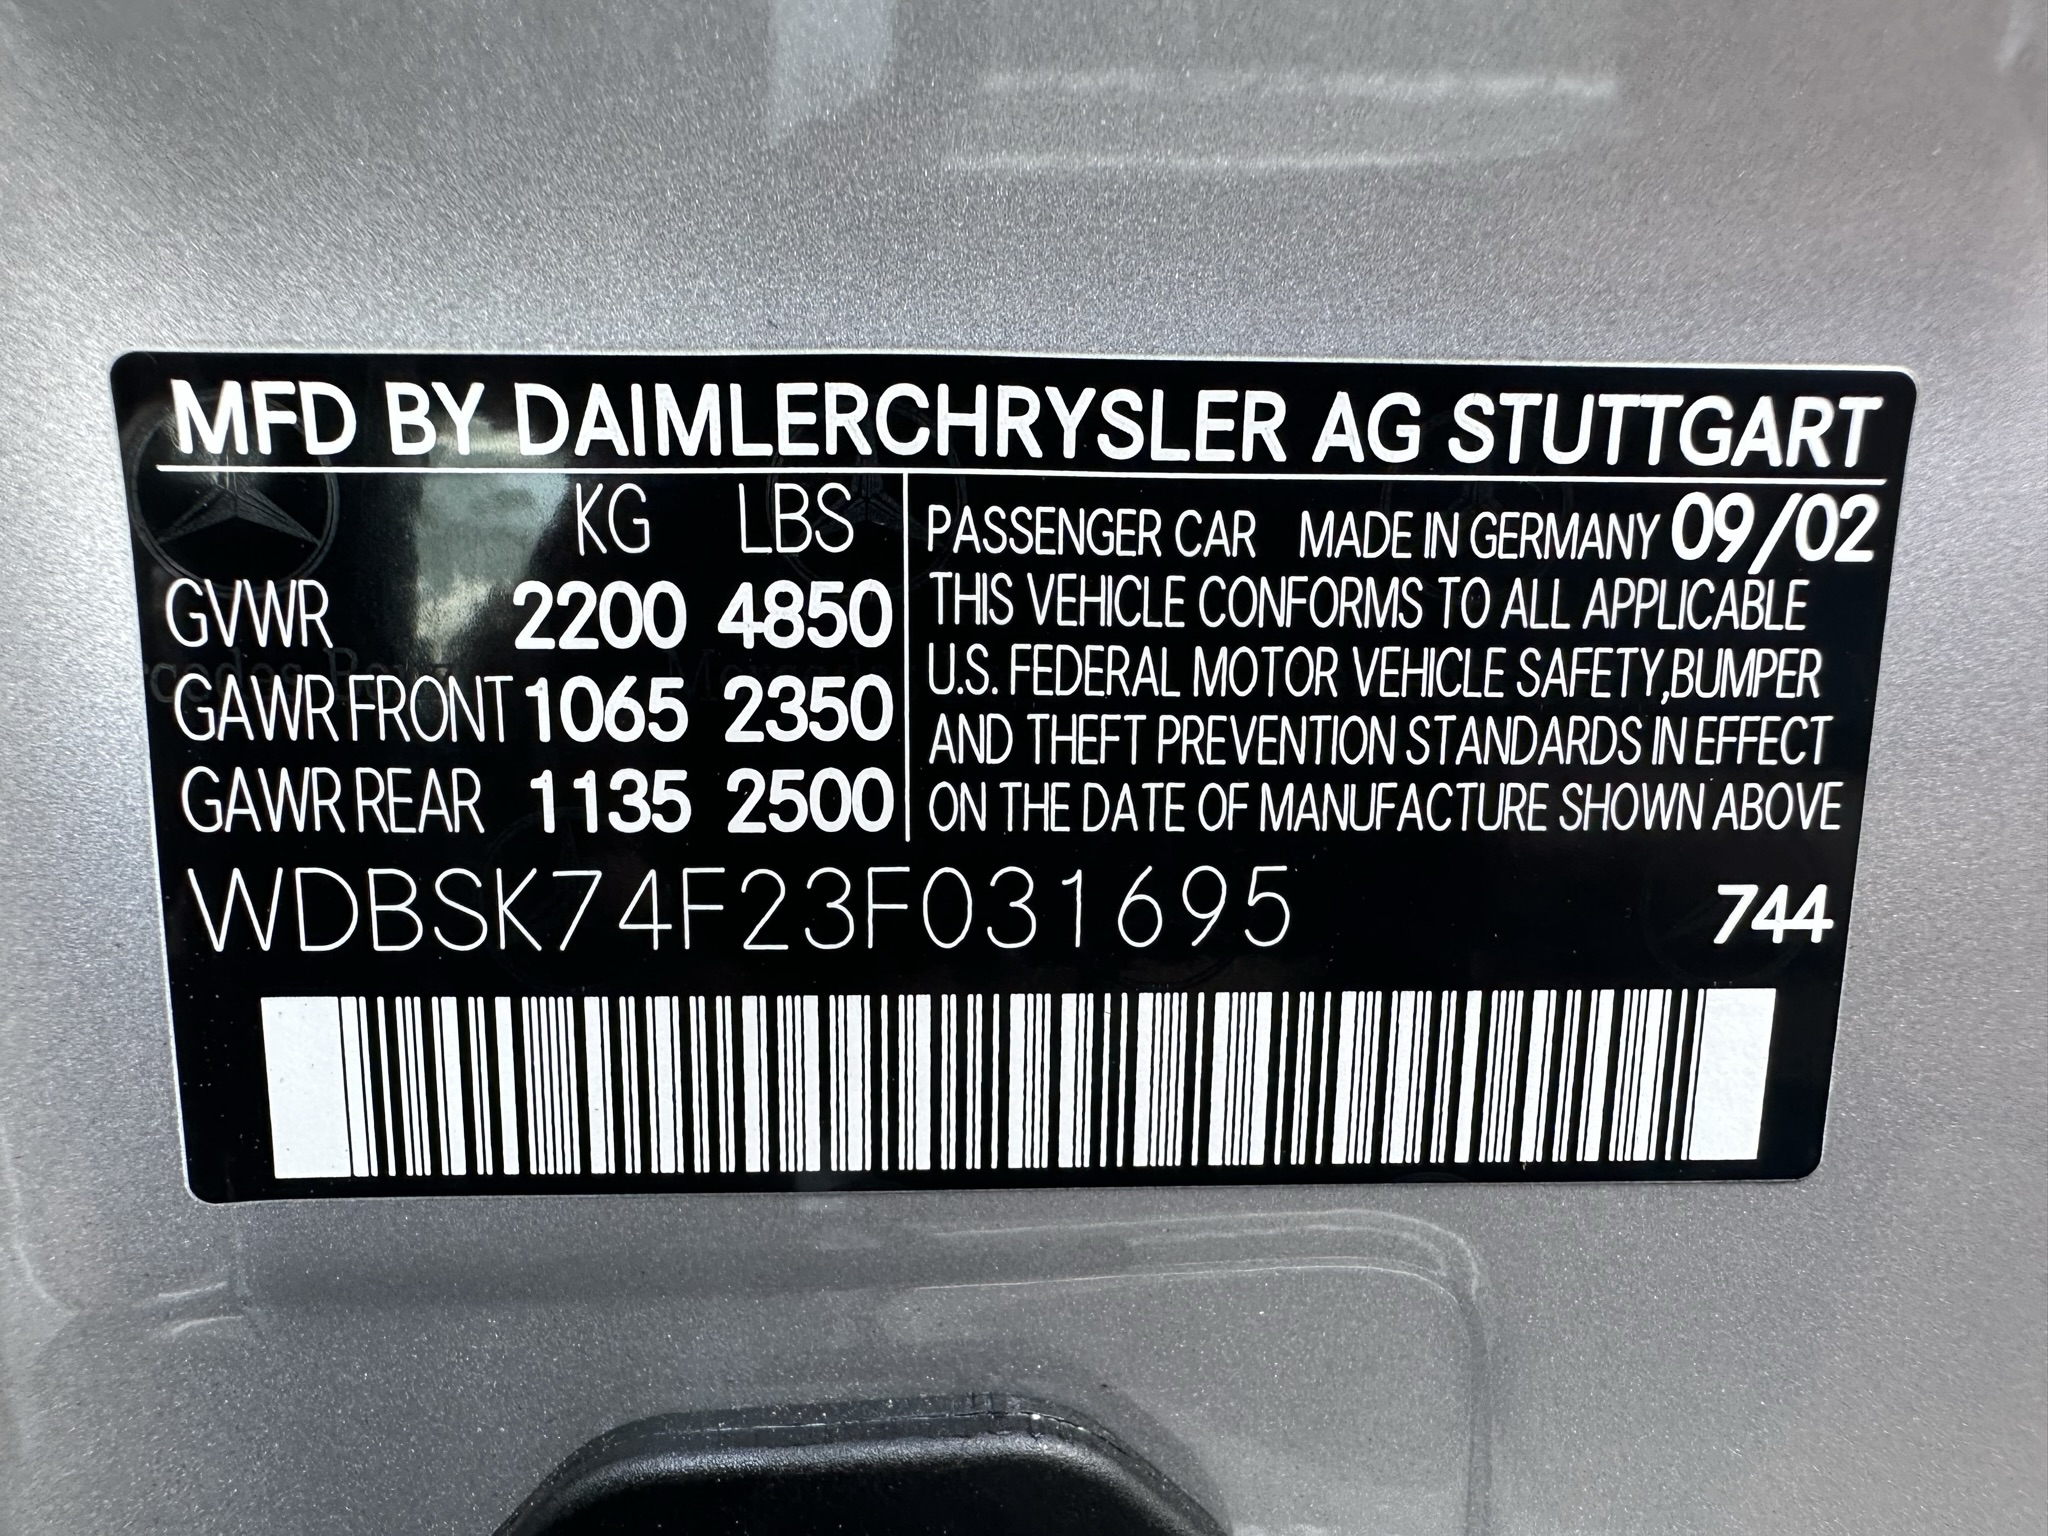 MFD BY DAIMLERCHRYSLER AG STUTTGART
KG LBS
GVWR 2200 4850
GAWR FRONT 1065 2350
GAWR REAR 1135 2500
PASSENGER CAR MADE IN GERMANY 09/02
THIS VEHICLE CONFORMS TO ALL APPLICABLE
U.S. FEDERAL MOTOR VEHICLE SAFETY,BUMPER
AND THEFT PREVENTION STANDARDS IN EFFECT
ON THE DATE OF MANUFACTURE SHOWN ABOVE
WDBSK74F23F031695 744